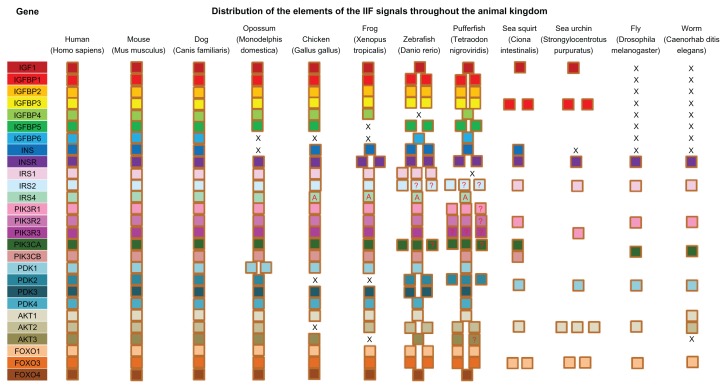 Gene
Distribution of the elements of the IIF signals throughout the animal kingdom
Human (Homo sapiens)
Mouse (Mus musculus)
Dog (Canis familiaris)
Opossum (Monodelphis domestica)
Chicken (Gallus gallus)
Frog (Xenopus tropicalis)
Zebrafish (Danio rerio)
Pufferfish (Tetraodon nigroviridis)
Sea squirt (Ciona intestinalis)
Sea urchin (Strongylocentrotus purpuratus)
Fly (Drosophila melanogaster)
Worm (Caenorhab ditis elegans)
IGF1 X X
IGFBP1 X X
IGFBP2 X X
IGFBP3 X X
IGFBP4 X X X
IGFBP5 X X X
IGFBP6 X X X X X
INS X X X
INSR
IRS1 X
IRS2 ? ? ? ?
IRS4 A A A A
PIK3R1 ?
PIK3R2 ?
PIK3R3
PIK3CA
PIK3CB
PDK1
PDK2 X X
PDK3
PDK4
AKT1
AKT2 X
AKT3 X ? X
FOXO1
FOXO3
FOXO4